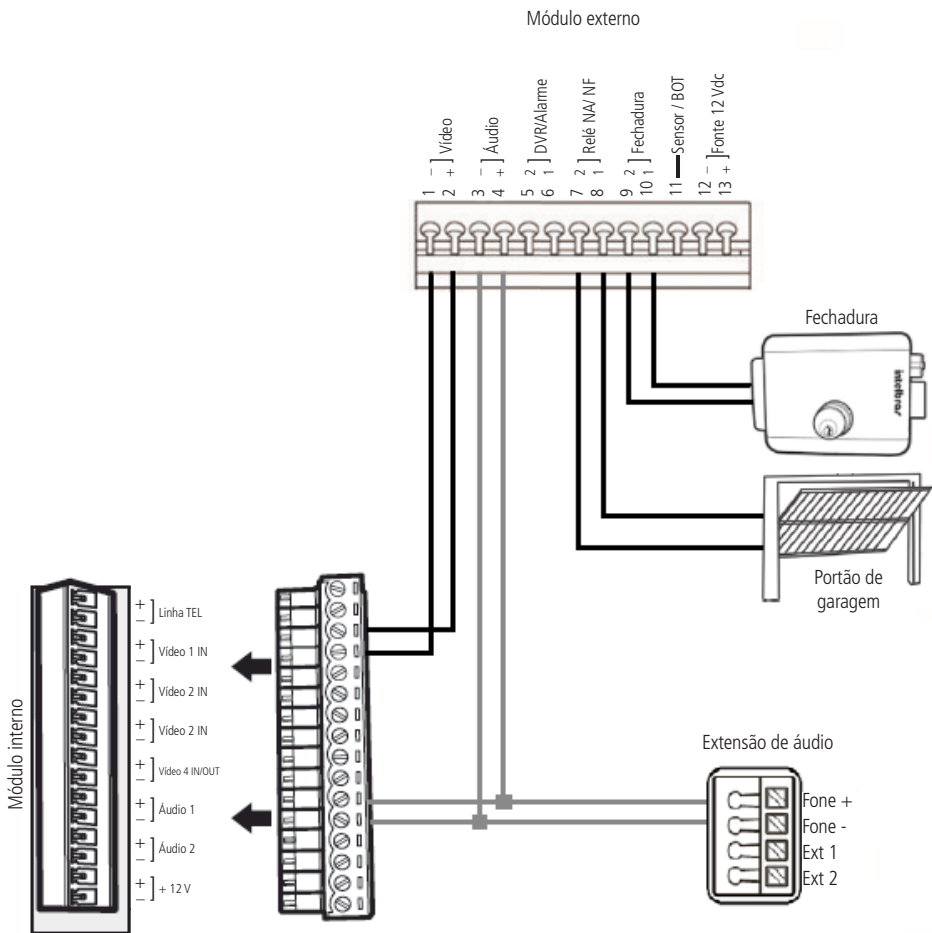 Módulo externo
1 - ] Vídeo
2 +
3 - ] Áudio
4 +
5 2 ] DVR/Alarme
6 1
7 2 ] Relé NA/ NF
8 1
9 2 ] Fechadura
10 1
11 Sensor / BOT
12 - ] Fonte 12 Vdc
13 +
Fechadura
intelbras
Portão de
garagem
Módulo interno
+
- ] Linha TEL
+
- ] Vídeo 1 IN
+
- ] Vídeo 2 IN
+
- ] Vídeo 2 IN
+
- ] Vídeo 4 IN/OUT
+
- ] Áudio 1
+
- ] Áudio 2
+
- ] + 12 V
Extensão de áudio
Fone +
Fone -
Ext 1
Ext 2